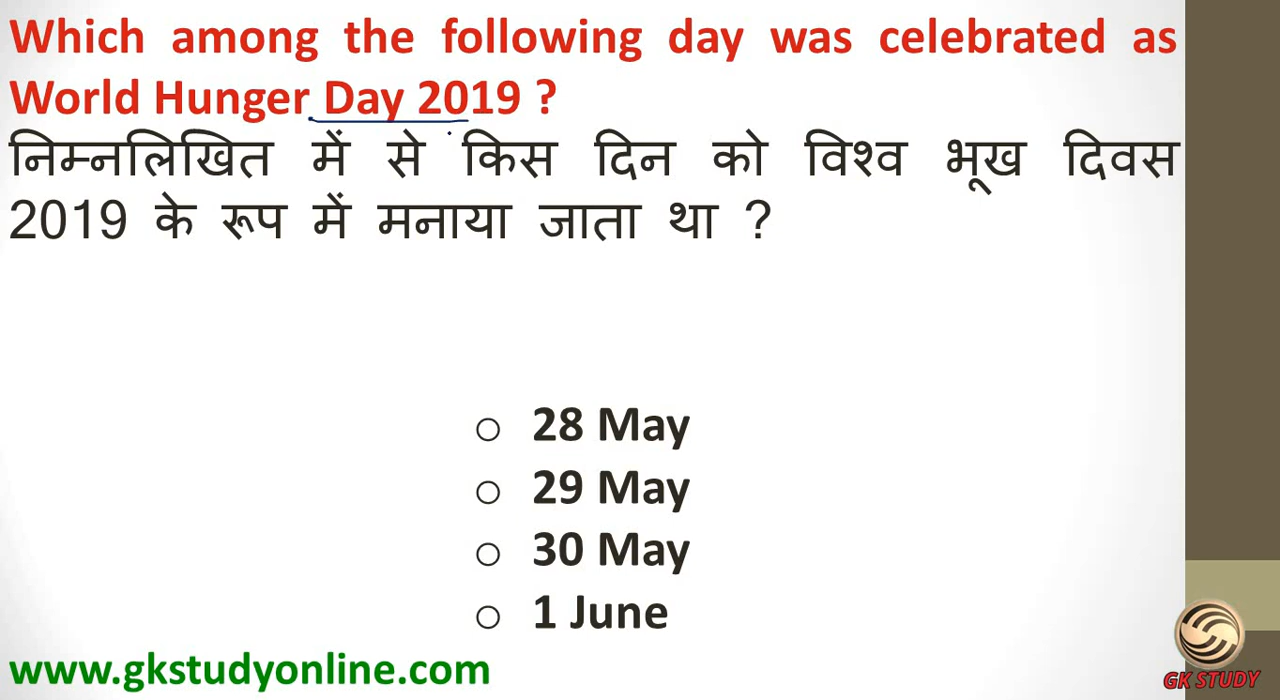 Which among the following day was celebrated as
World Hunger Day 2019 ?
निम्नलिखित में से किस दिन को विश्व भूख दिवस
2019 के रूप में मनाया जाता था ?
○ 28 May
○ 29 May
○ 30 May
○ 1 June
www.gkstudyonline.com
GK STUDY